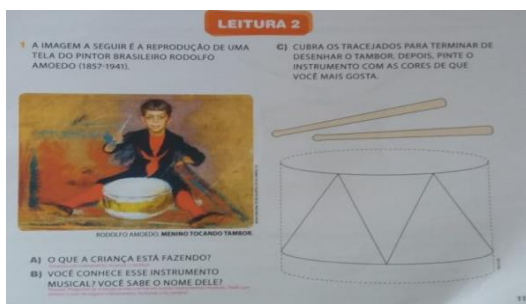 LEITURA 2
1 A IMAGEM A SEGUIR É A REPRODUÇÃO DE UMA
TELA DO PINTOR BRASILEIRO RODOLFO
AMOEDO (1857-1941).
RODOLFO AMOEDO. MENINO TOCANDO TAMBOR.
A) O QUE A CRIANÇA ESTÁ FAZENDO?
B) VOCÊ CONHECE ESSE INSTRUMENTO
MUSICAL? VOCÊ SABE O NOME DELE?
C) CUBRA OS TRACEJADOS PARA TERMINAR DE
DESENHAR O TAMBOR. DEPOIS, PINTE O
INSTRUMENTO COM AS CORES DE QUE
VOCÊ MAIS GOSTA.